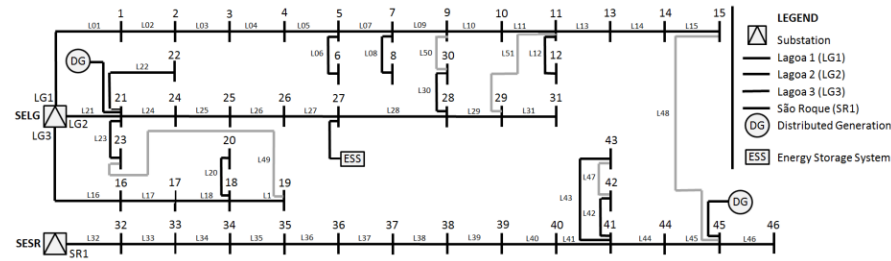 1 2 3 4 5 7 9 10 11 13 14 15
L01 L02 L03 L04 L05 L07 L09 L10 L11 L13 L14 L15
22 L06 6 L08 8 L50 30 L51 L12 12
DG L22
LG1 21 24 25 26 27 L30 28 29 31
SELG L21 L24 L25 L26 L27 L28 L29 L31 L48
LG2
LG3 L23 23 20 ESS 43
L20 L49 L47 42 DG
16 17 18 19 L43 L42
L16 L17 L18 L1
32 33 34 35 36 37 38 39 40 41 44 45 46
SESR L32 L33 L34 L35 L36 L37 L38 L39 L40 L41 L44 L45 L46
SR1
LEGEND
Substation
Lagoa 1 (LG1)
Lagoa 2 (LG2)
Lagoa 3 (LG3)
São Roque (SR1)
DG Distributed Generation
ESS Energy Storage System